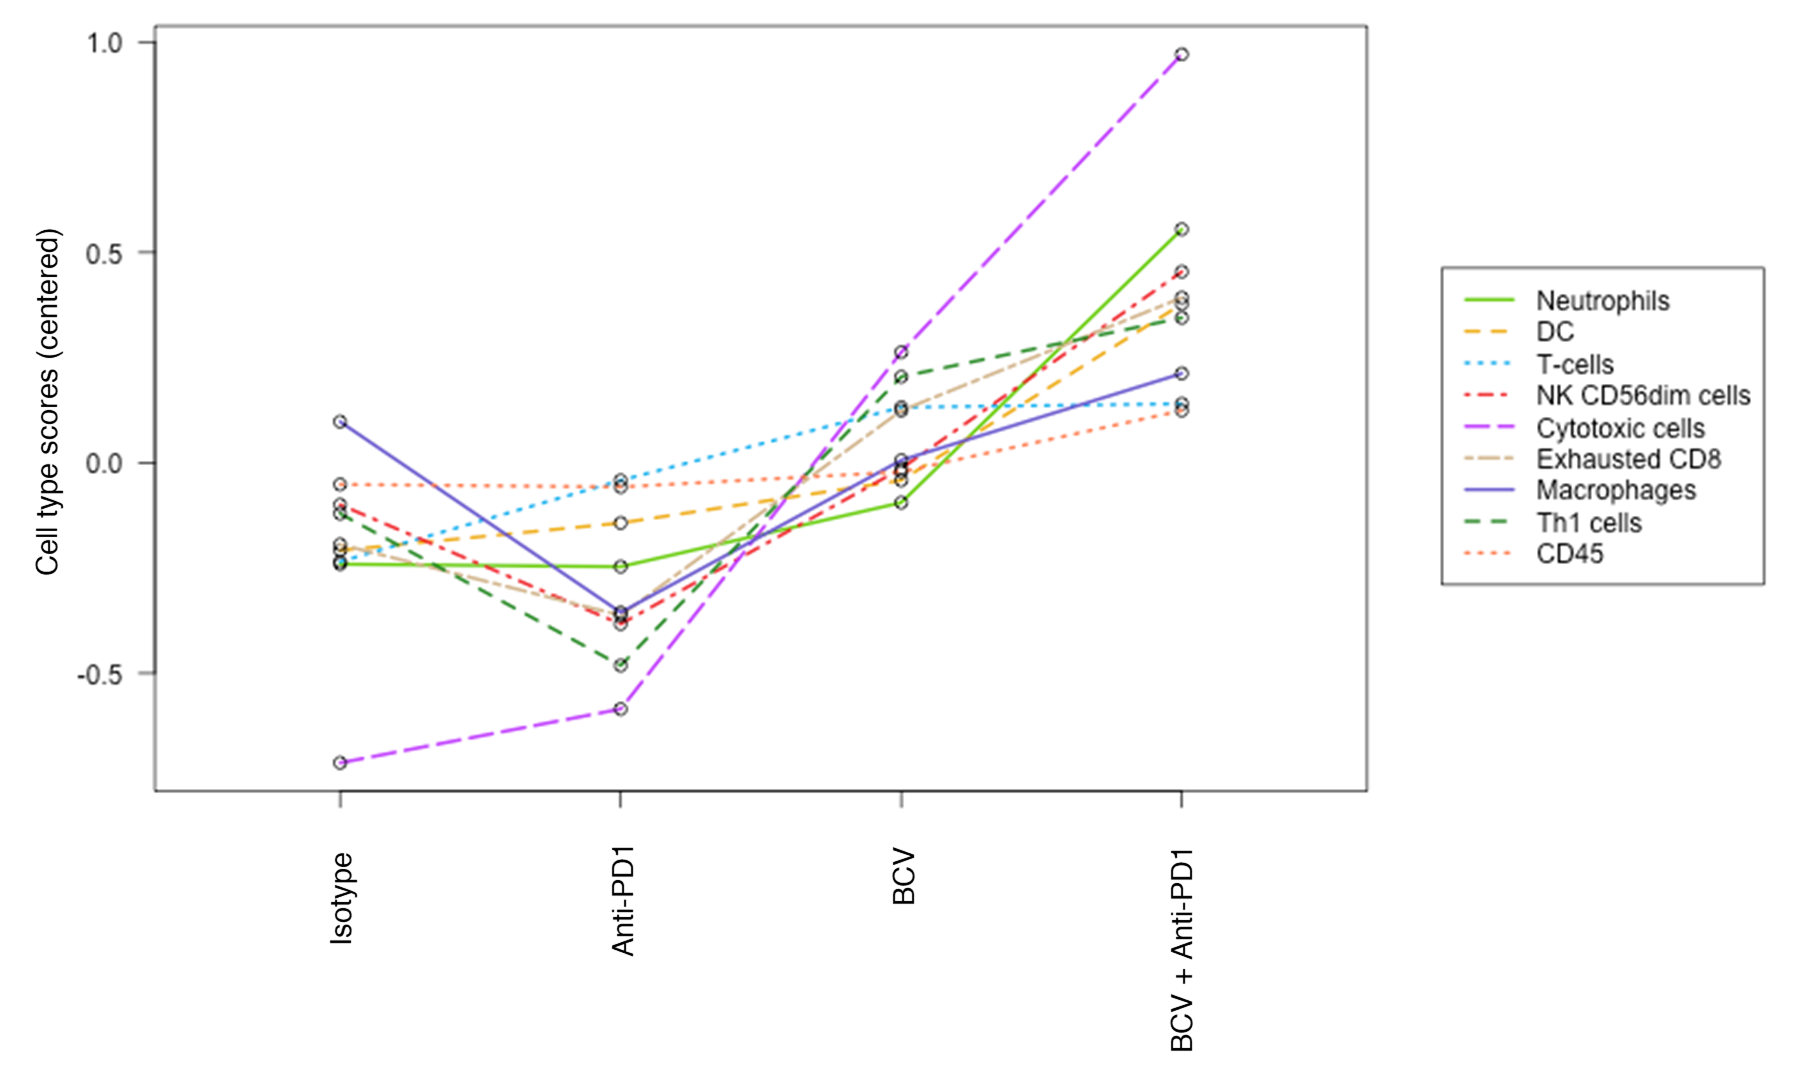 Cell type scores (centered)
1.0
0.5
0.0
-0.5
Isotype
Anti-PD1
BCV
BCV + Anti-PD1
Neutrophils
DC
T-cells
NK CD56dim cells
Cytotoxic cells
Exhausted CD8
Macrophages
Th1 cells
CD45